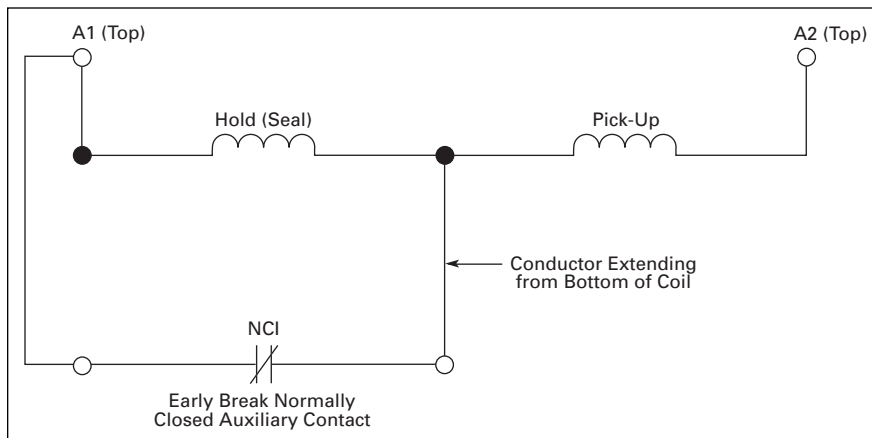 A1 (Top)
A2 (Top)
Hold (Seal)
Pick-Up
Conductor Extending
from Bottom of Coil
NCI
Early Break Normally
Closed Auxiliary Contact